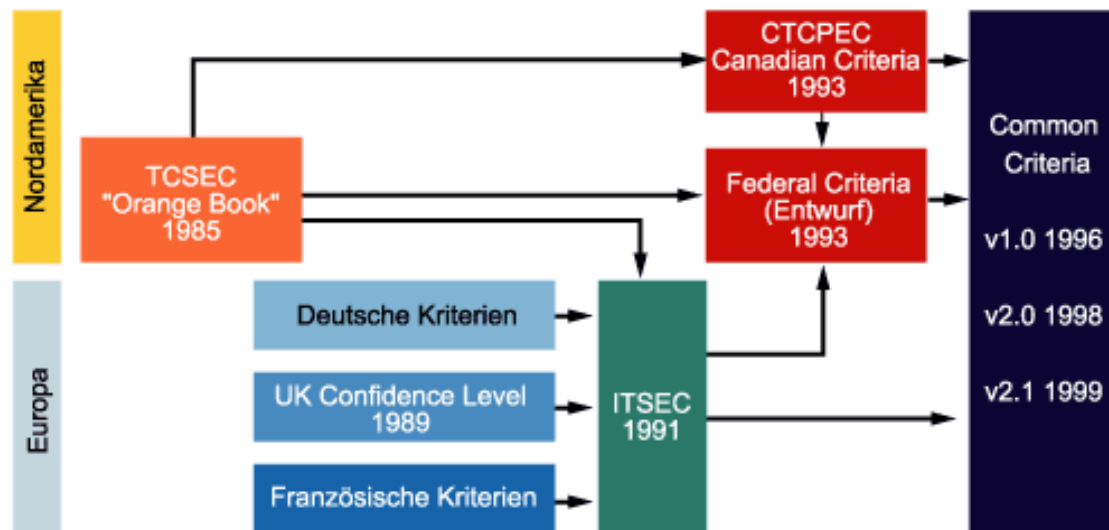 Nordamerika
TCSEC
"Orange Book"
1985
CTCPEC
Canadian Criteria
1993
Federal Criteria
(Entwurf)
1993
Europa
Deutsche Kriterien
UK Confidence Level
1989
Französische Kriterien
ITSEC
1991
Common
Criteria
v1.0 1996
v2.0 1998
v2.1 1999